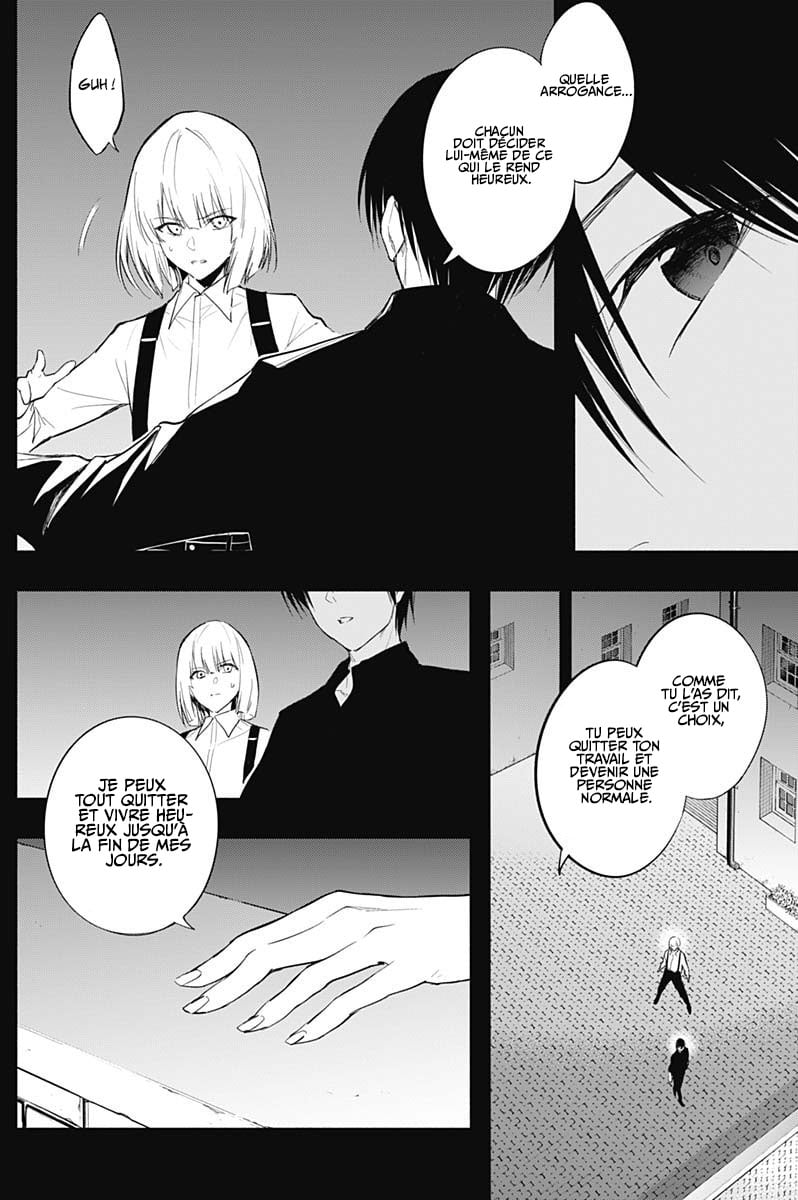 QUELLE
ARROGANCE...
CHACUN
DOIT DÉCIDER
LUI-MÊME DE CE
QUI LE REND
HEUREUX.
GUH !
COMME
TU L'AS DIT,
C'EST UN
CHOIX,
TU PEUX
QUITTER TON
TRAVAIL ET
DEVENIR UNE
PERSONNE
NORMALE.
JE PEUX
TOUT QUITTER
ET VIVRE HEU-
REUX JUSQU'À
LA FIN DE MES
JOURS.